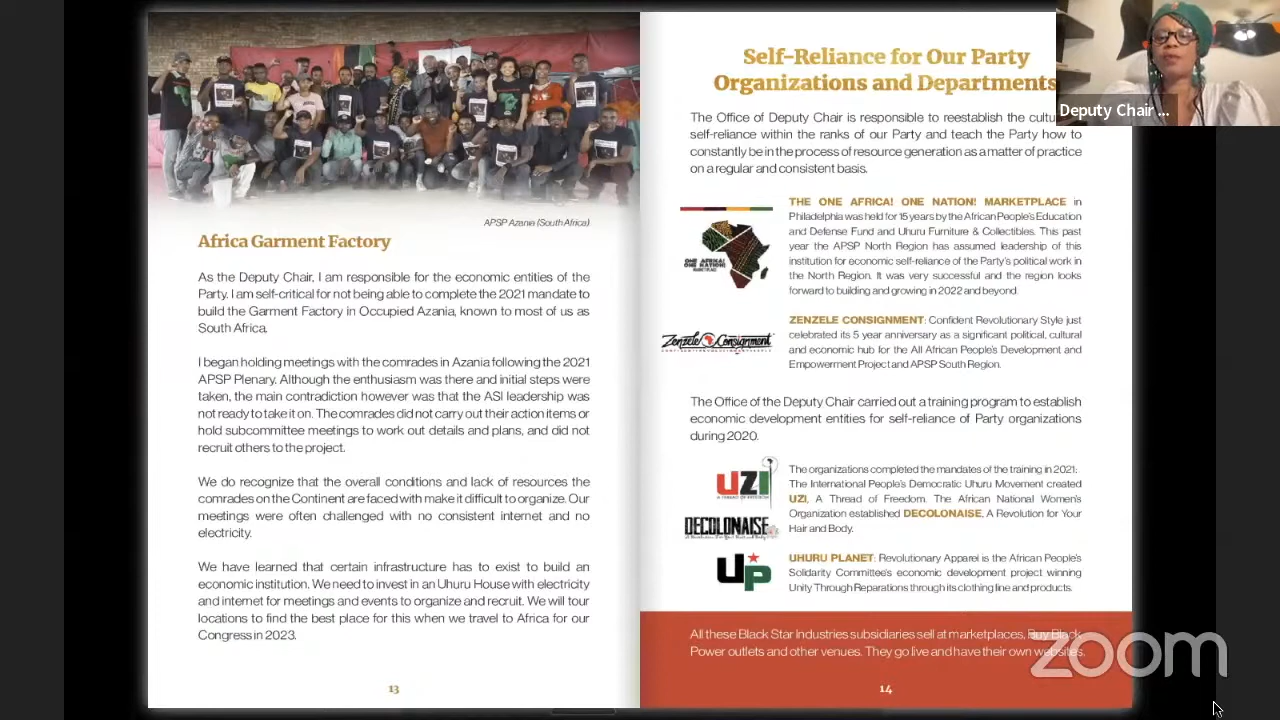 APSP Azania (South Africa)
Africa Garment Factory
As the Deputy Chair, I am responsible for the economic entities of the
Party. I am self-critical for not being able to complete the 2021 mandate to
build the Garment Factory in Occupied Azania, known to most of us as
South Africa.
I began holding meetings with the comrades in Azania following the 2021
APSP Plenary. Although the enthusiasm was there and initial steps were
taken, the main contradiction however was that the ASI leadership was
not ready to take it on. The comrades did not carry out their action items or
hold subcommittee meetings to work out details and plans, and did not
recruit others to the project.
We do recognize that the overall conditions and lack of resources the
comrades on the Continent are faced with make it difficult to organize. Our
meetings were often challenged with no consistent internet and no
electricity.
We have learned that certain infrastructure has to exist to build an
economic institution. We need to invest in an Uhuru House with electricity
and internet for meetings and events to organize and recruit. We will tour
locations to find the best place for this when we travel to Africa for our
Congress in 2023.
13
Self-Reliance for Our Party
Organizations and Departments
The Office of Deputy Chair is responsible to reestablish the
self-reliance within the ranks of our Party and teach the Party how to
constantly be in the process of resource generation as a matter of practice
on a regular and consistent basis.
ONE AFRICA!
ONE NATION!
MARKETPLACE
THE ONE AFRICA! ONE NATION! MARKETPLACE in
Philadelphia was held for 15 years by the African People's Education
and Defense Fund and Uhuru Furniture & Collectibles. This past
year the APSP North Region has assumed leadership of this
institution for economic self-reliance of the Party's political work in
the North Region. It was very successful and the region looks
forward to building and growing in 2022 and beyond.
Zenzele Consignment
ZENZELE CONSIGNMENT: Confident Revolutionary Style just
celebrated its 5 year anniversary as a significant political, cultural
and economic hub for the All African People's Development and
Empowerment Project and APSP South Region.
The Office of the Deputy Chair carried out a training program to establish
economic development entities for self-reliance of Party organizations
during 2020.
UZI
A THREAD OF FREEDOM
The organizations completed the mandates of the training in 2021;
The International People's Democratic Uhuru Movement created
UZI, A Thread of Freedom. The African National Women's
Organization established DECOLONAISE, A Revolution for Your
Hair and Body.
DECOLONAISE
UP
UHURU PLANET: Revolutionary Apparel is the African People's
Solidarity Committee's economic development project winning
Unity Through Reparations through its clothing line and products.
All these Black Star Industries subsidiaries sell at marketplaces, Buy Black
Power outlets and other venues. They go live and have their own websites.
14
Deputy Chair ...
zoom